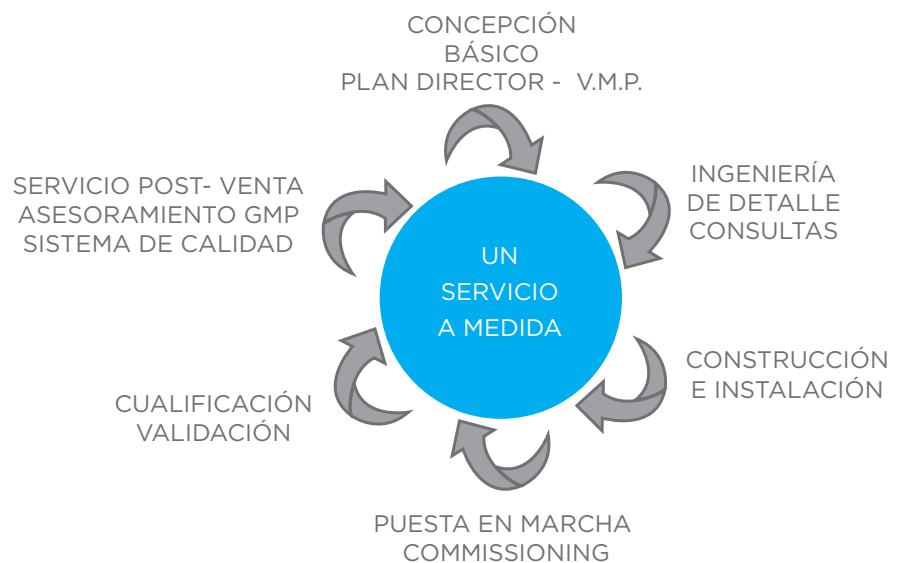 CONCEPCIÓN
BÁSICO
PLAN DIRECTOR - V.M.P.
INGENIERÍA
DE DETALLE
CONSULTAS
CONSTRUCCIÓN
E INSTALACIÓN
PUESTA EN MARCHA
COMMISSIONING
CUALIFICACIÓN
VALIDACIÓN
SERVICIO POST- VENTA
ASESORAMIENTO GMP
SISTEMA DE CALIDAD
UN
SERVICIO
A MEDIDA